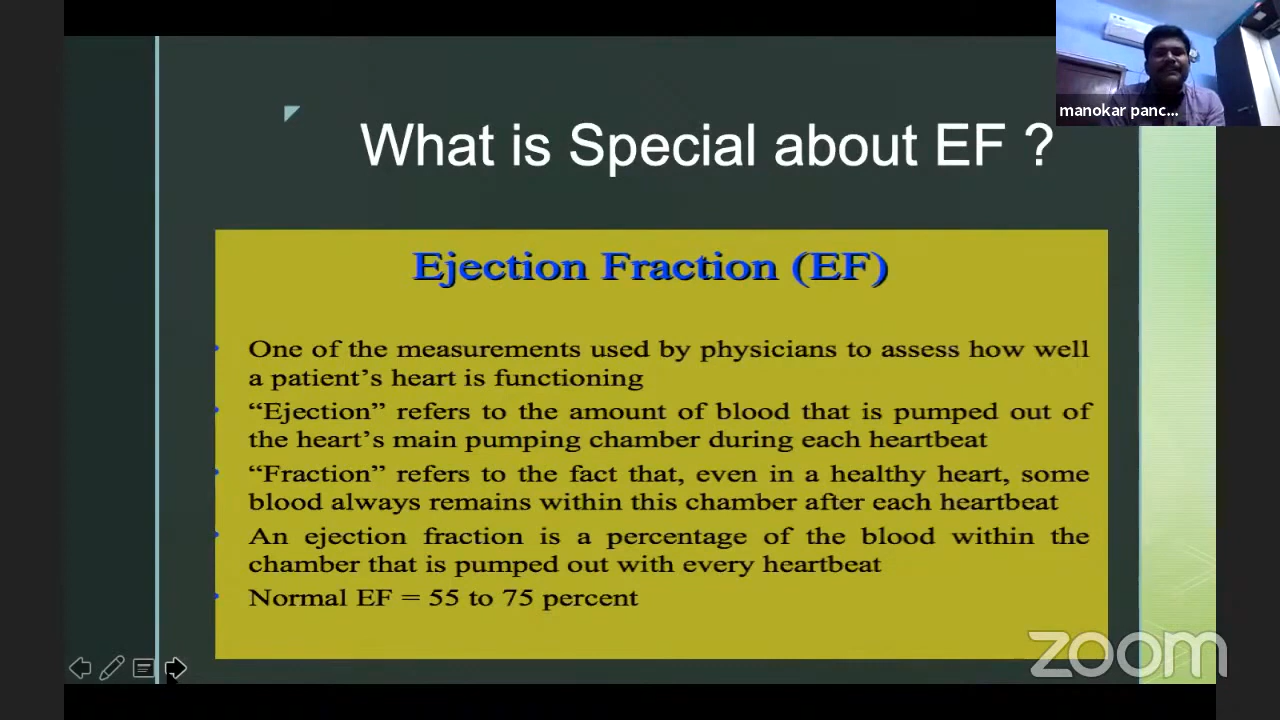 manokar panc...
What is Special about EF ?
Ejection Fraction (EF)
One of the measurements used by physicians to assess how well
a patient’s heart is functioning
“Ejection” refers to the amount of blood that is pumped out of
the heart’s main pumping chamber during each heartbeat
“Fraction” refers to the fact that, even in a healthy heart, some
blood always remains within this chamber after each heartbeat
An ejection fraction is a percentage of the blood within the
chamber that is pumped out with every heartbeat
Normal EF = 55 to 75 percent
zoom